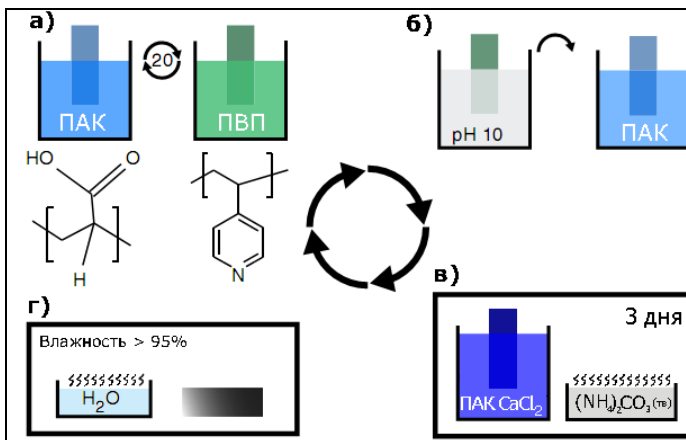 а)
20
ПАК
ПВП
HO
O
H
N
б)
pH 10
ПАК
в)
3 дня
ПАК CaCl₂
(NH₄)₂CO₃(тв)
г)
Влажность > 95%
H₂O